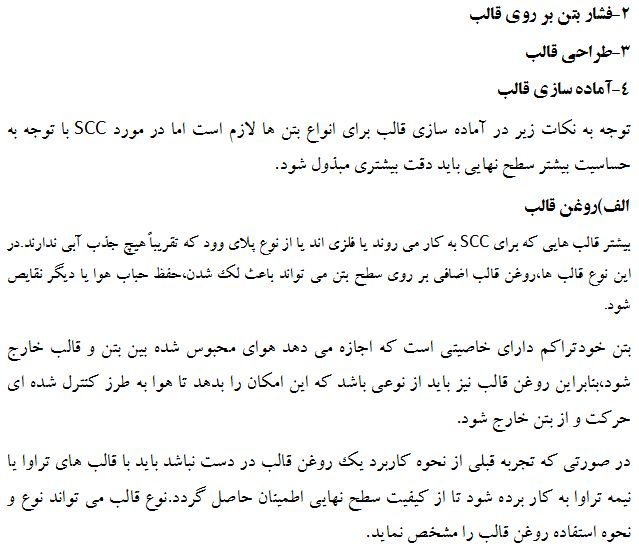 ۲-فشار بتن بر روی قالب
۳-طراحی قالب
٤-آماده سازی قالب
توجه به نکات زیر در آماده سازی قالب برای انواع بتن ها لازم است اما در مورد SCC با توجه به
حساسیت بیشتر سطح نهایی باید دقت بیشتری مبذول شود.
الف)روغن قالب
بیشتر قالب هایی که برای SCC به کار می روند یا فلزی اند یا از نوع پلای وود که تقریباً هیچ جذب آبی ندارند.در
این نوع قالب ها،روغن قالب اضافی بر روی سطح بتن می تواند باعث لک شدن،حفظ حباب هوا یا دیگر نقایص
شود.
بتن خودتراکم دارای خاصیتی است که اجازه می دهد هوای محبوس شده بین بتن و قالب خارج
شود،بنابراین روغن قالب نیز باید از نوعی باشد که این امکان را بدهد تا هوا به طرز کنترل شده ای
حرکت و از بتن خارج شود.
در صورتی که تجربه قبلی از نحوه کاربرد یک روغن قالب در دست نباشد باید با قالب های تراوا یا
نیمه تراوا به کار برده شود تا از کیفیت سطح نهایی اطمینان حاصل گردد.نوع قالب می تواند نوع و
نحوه استفاده روغن قالب را مشخص نماید.